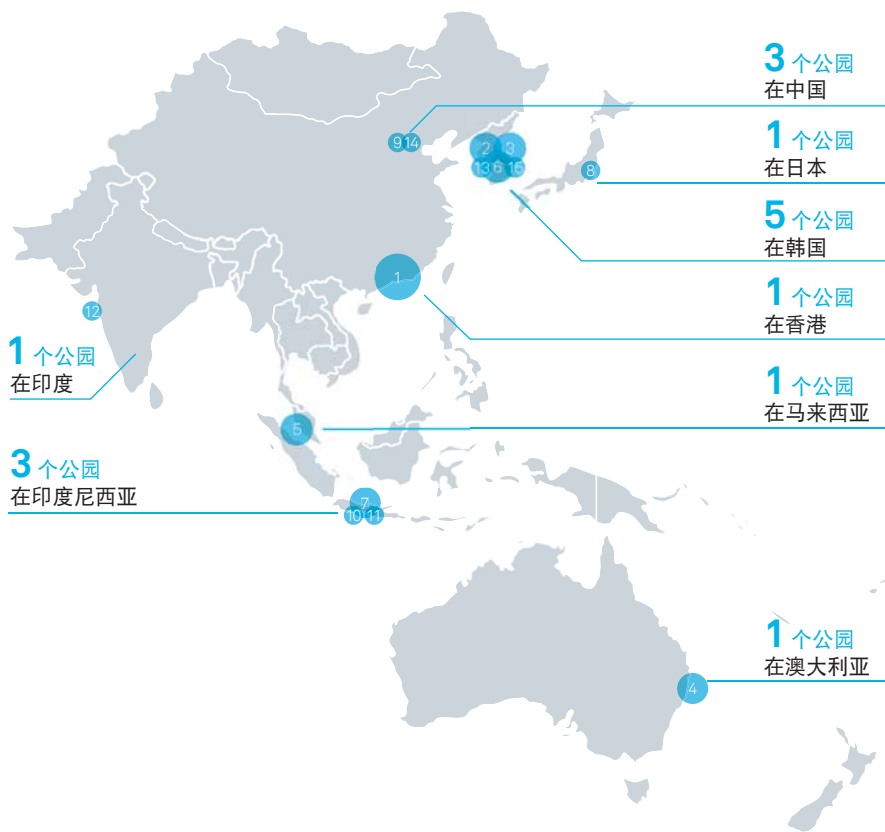 3 个公园
在中国
1 个公园
在日本
5 个公园
在韩国
1 个公园
在香港
1 个公园
在马来西亚
1 个公园
在澳大利亚
1 个公园
在印度
3 个公园
在印度尼西亚
9 14
2 3
13 6 15
8
1
12
5
7
10 11
4